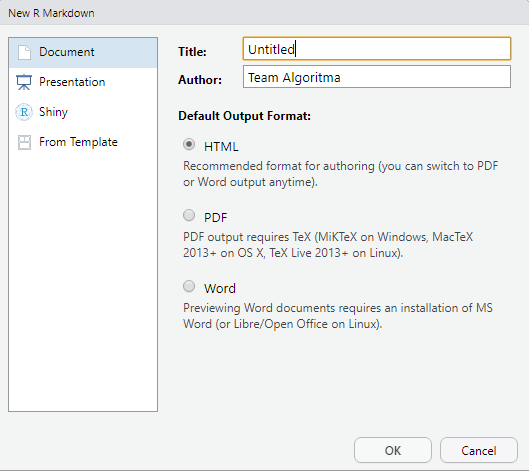 New R Markdown
Document
Presentation
R Shiny
From Template
Title: Untitled
Author: Team Algoritma
Default Output Format:
HTML
Recommended format for authoring (you can switch to PDF
or Word output anytime).
PDF
PDF output requires TeX (MiKTeX on Windows, MacTeX
2013+ on OS X, TeX Live 2013+ on Linux).
Word
Previewing Word documents requires an installation of MS
Word (or Libre/Open Office on Linux).
OK Cancel